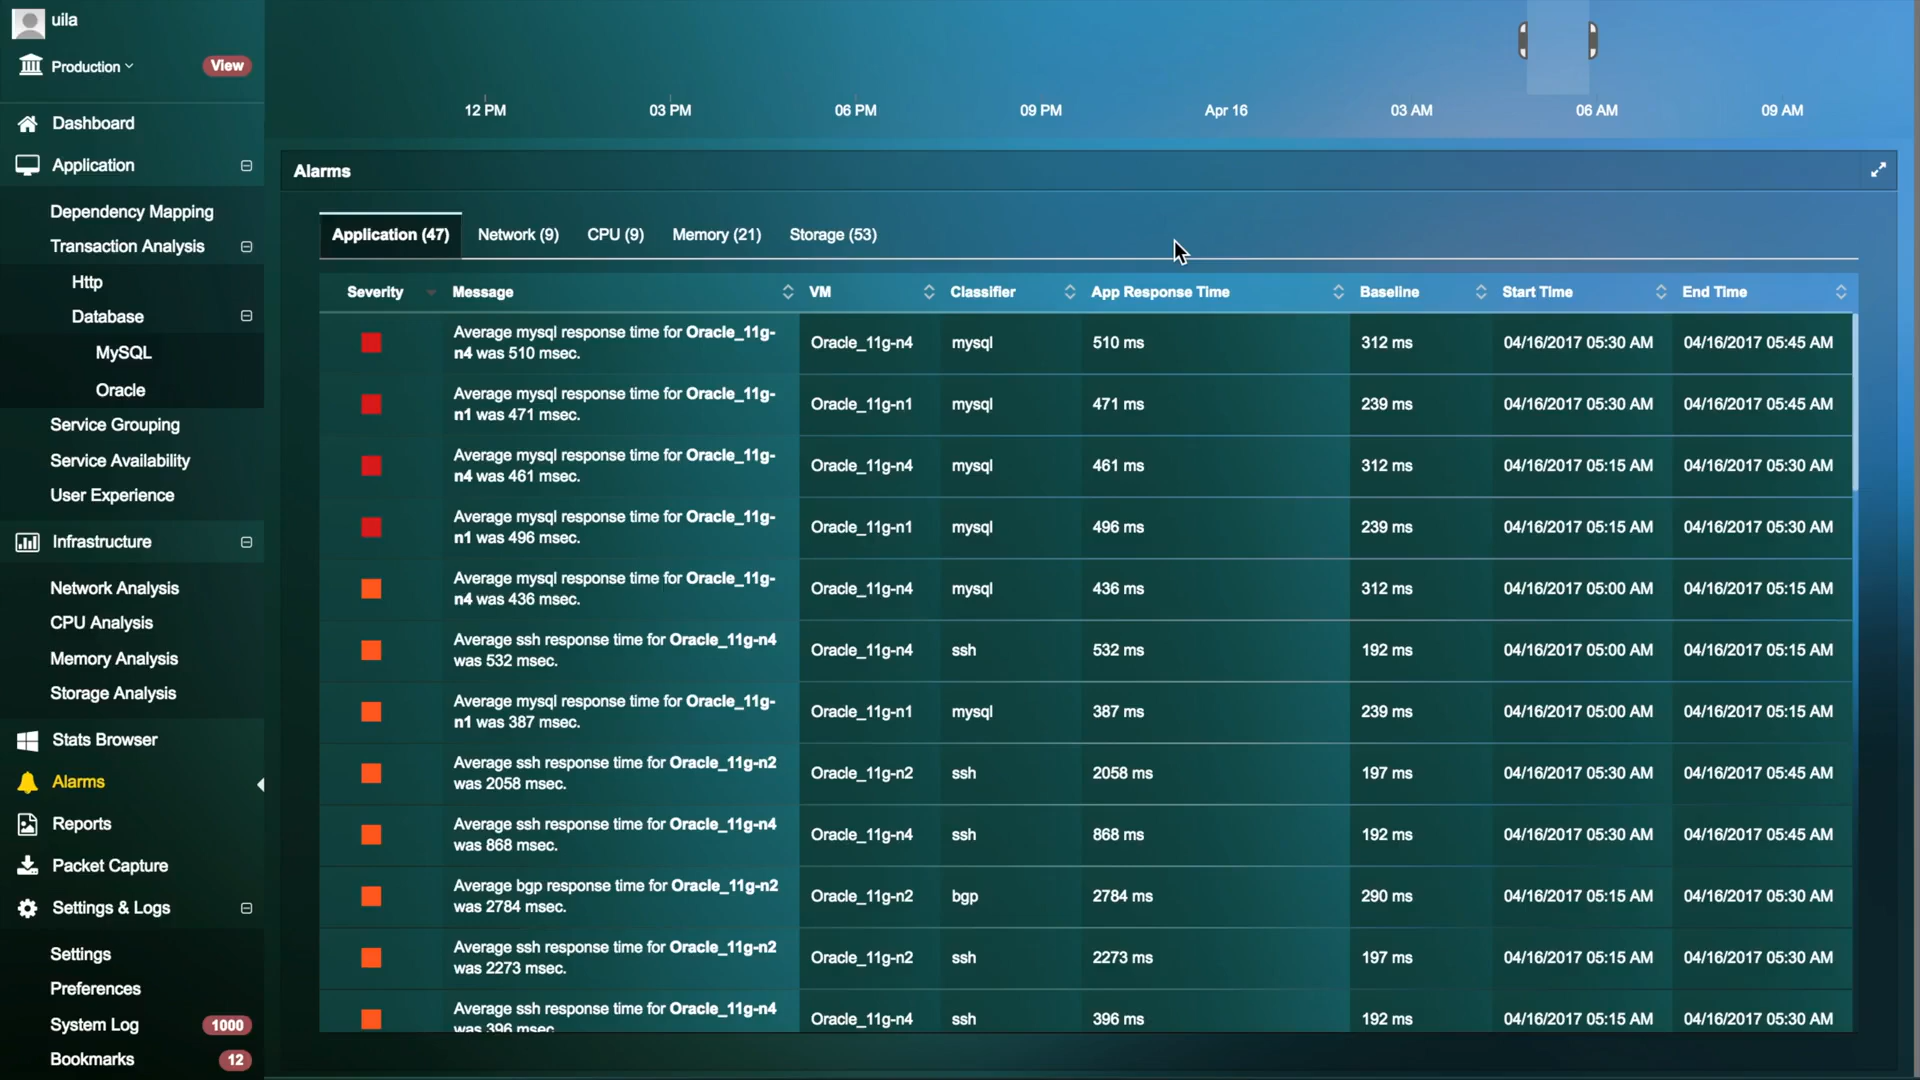 uila
Production
View
Dashboard
Application
Dependency Mapping
Transaction Analysis
Http
Database
MySQL
Oracle
Service Grouping
Service Availability
User Experience
Infrastructure
Network Analysis
CPU Analysis
Memory Analysis
Storage Analysis
Stats Browser
Alarms
Reports
Packet Capture
Settings & Logs
Settings
Preferences
System Log 1000
Bookmarks 12
12 PM 03 PM 06 PM 09 PM Apr 16 03 AM 06 AM 09 AM
Alarms
Application (47) Network (9) CPU (9) Memory (21) Storage (53)
Severity Message VM Classifier App Response Time Baseline Start Time End Time
Average mysql response time for Oracle_11g-
n4 was 510 msec.
Oracle_11g-n4 mysql 510 ms 312 ms 04/16/2017 05:30 AM 04/16/2017 05:45 AM
Average mysql response time for Oracle_11g-
n1 was 471 msec.
Oracle_11g-n1 mysql 471 ms 239 ms 04/16/2017 05:30 AM 04/16/2017 05:45 AM
Average mysql response time for Oracle_11g-
n4 was 461 msec.
Oracle_11g-n4 mysql 461 ms 312 ms 04/16/2017 05:15 AM 04/16/2017 05:30 AM
Average mysql response time for Oracle_11g-
n1 was 496 msec.
Oracle_11g-n1 mysql 496 ms 239 ms 04/16/2017 05:15 AM 04/16/2017 05:30 AM
Average mysql response time for Oracle_11g-
n4 was 436 msec.
Oracle_11g-n4 mysql 436 ms 312 ms 04/16/2017 05:00 AM 04/16/2017 05:15 AM
Average ssh response time for Oracle_11g-n4
was 532 msec.
Oracle_11g-n4 ssh 532 ms 192 ms 04/16/2017 05:00 AM 04/16/2017 05:15 AM
Average mysql response time for Oracle_11g-
n1 was 387 msec.
Oracle_11g-n1 mysql 387 ms 239 ms 04/16/2017 05:00 AM 04/16/2017 05:15 AM
Average ssh response time for Oracle_11g-n2
was 2058 msec.
Oracle_11g-n2 ssh 2058 ms 197 ms 04/16/2017 05:30 AM 04/16/2017 05:45 AM
Average ssh response time for Oracle_11g-n4
was 868 msec.
Oracle_11g-n4 ssh 868 ms 192 ms 04/16/2017 05:30 AM 04/16/2017 05:45 AM
Average bgp response time for Oracle_11g-n2
was 2784 msec.
Oracle_11g-n2 bgp 2784 ms 290 ms 04/16/2017 05:15 AM 04/16/2017 05:30 AM
Average ssh response time for Oracle_11g-n2
was 2273 msec.
Oracle_11g-n2 ssh 2273 ms 197 ms 04/16/2017 05:15 AM 04/16/2017 05:30 AM
Average ssh response time for Oracle_11g-n4
was 396 msec
Oracle_11g-n4 ssh 396 ms 192 ms 04/16/2017 05:15 AM 04/16/2017 05:30 AM